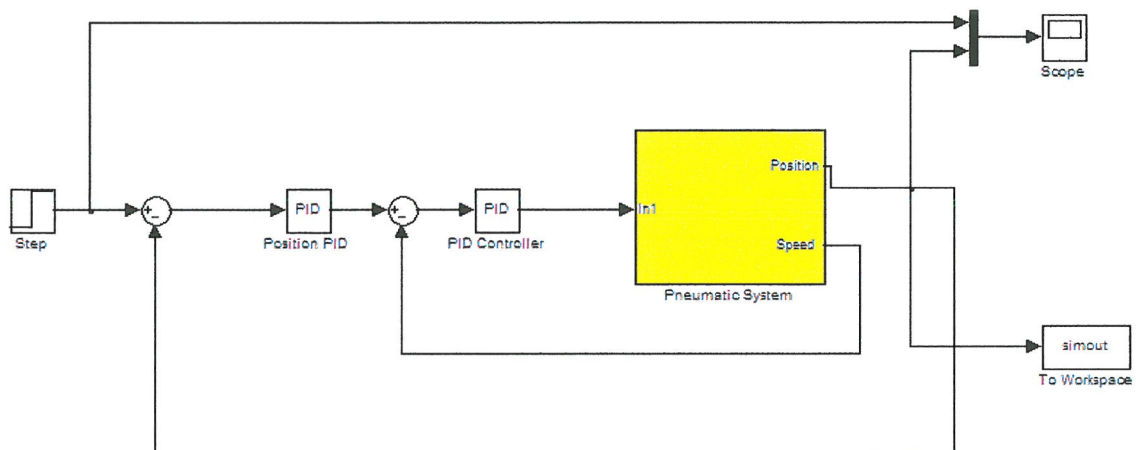 Scope
Position
PID
PID
In1
Step
Position PID
PID Controller
Speed
Pneumatic System
simout
To Workspace